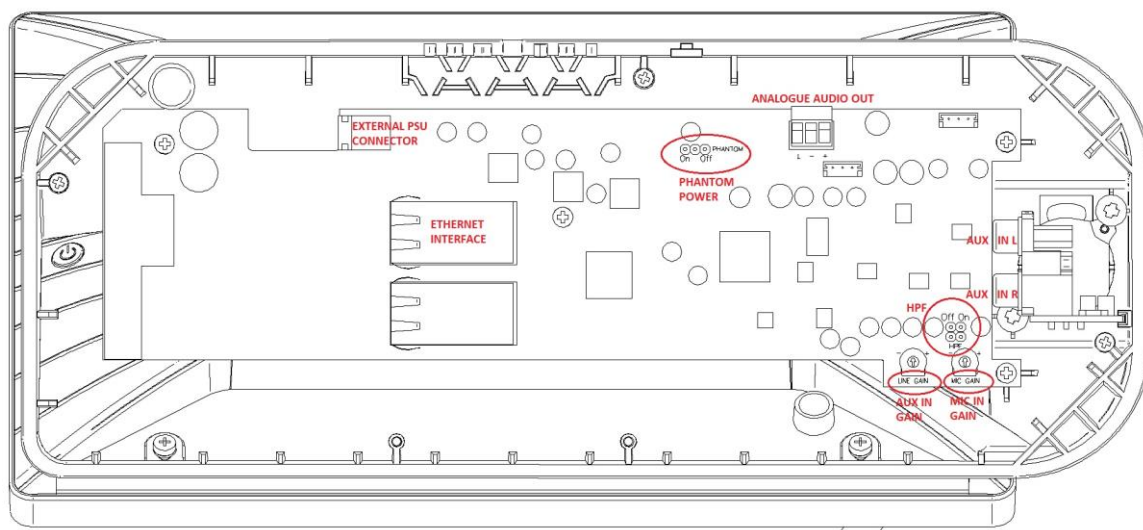 ANALOGUE AUDIO OUT
EXTERNAL PSU
CONNECTOR
PHANTOM
On Off
L - +
PHANTOM
POWER
ETHERNET
INTERFACE
AUX IN L
AUX IN R
HPF
Off On
HPF
- + - +
LINE GAIN
MIC GAIN
AUX IN
GAIN
MIC IN
GAIN